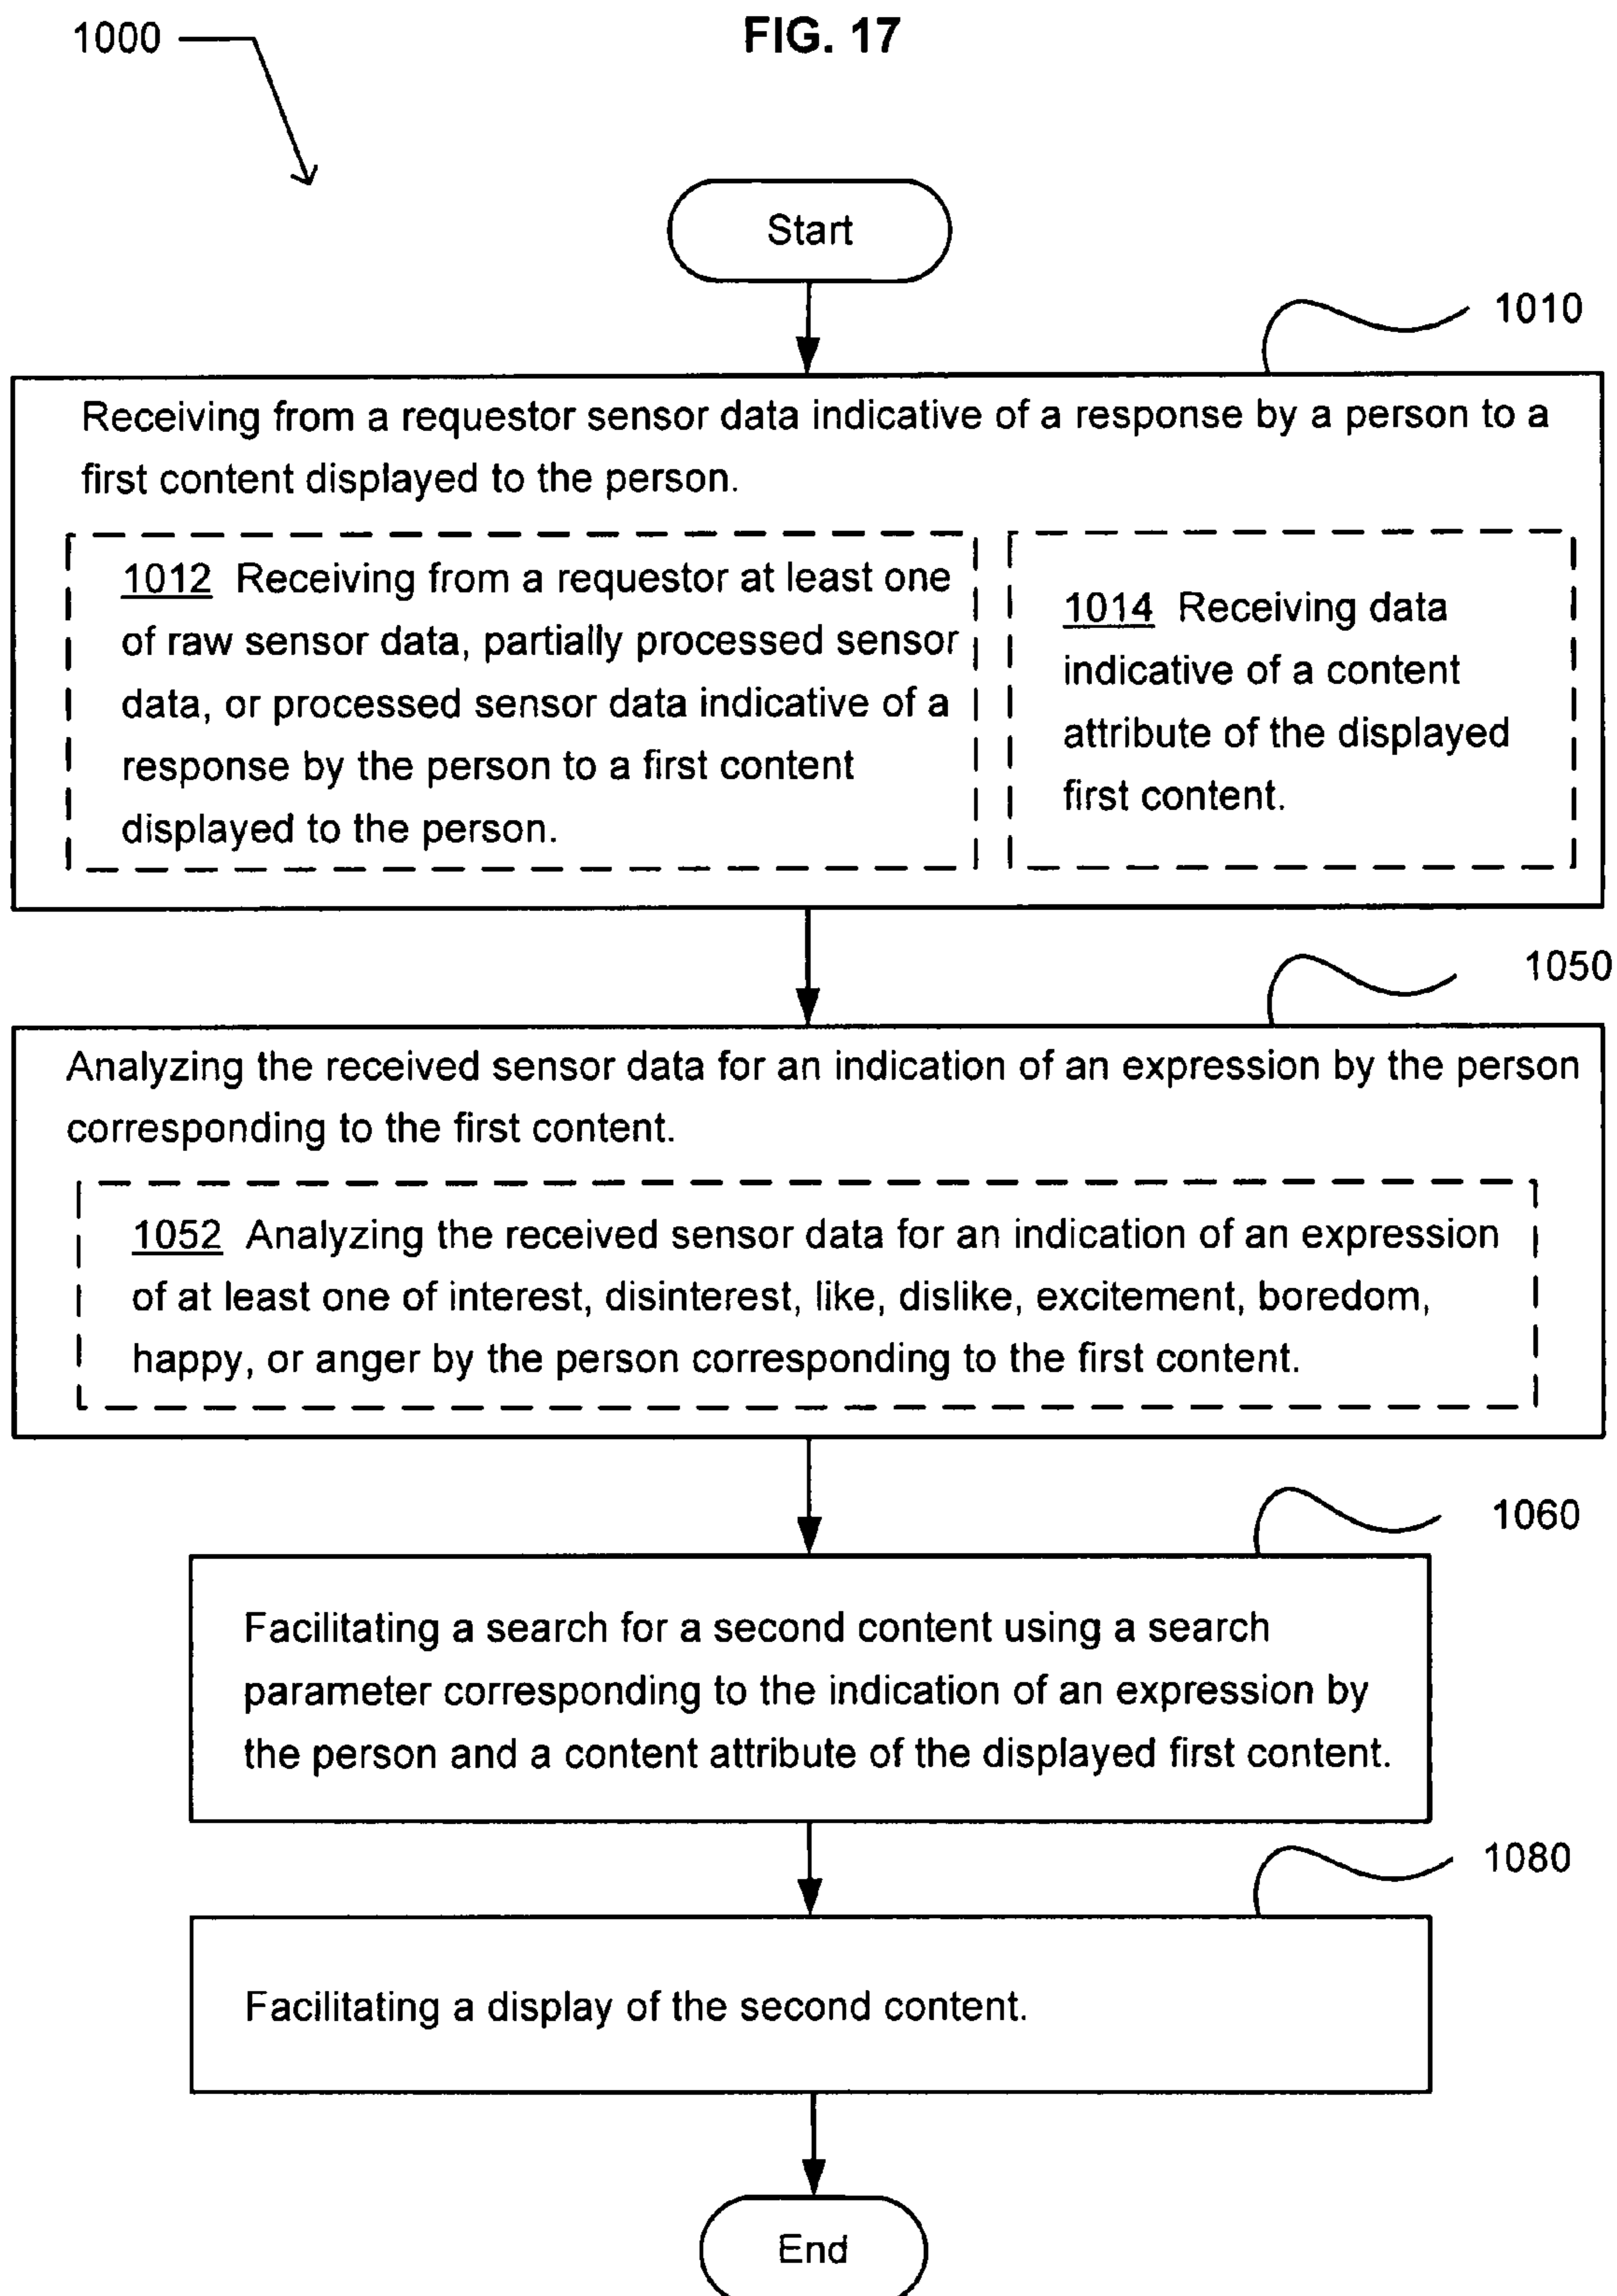 1000
FIG. 17
Start
1010
Receiving from a requestor sensor data indicative of a response by a person to a
first content displayed to the person.
1012 Receiving from a requestor at least one
of raw sensor data, partially processed sensor
data, or processed sensor data indicative of a
response by the person to a first content
displayed to the person.
1014 Receiving data
indicative of a content
attribute of the displayed
first content.
1050
Analyzing the received sensor data for an indication of an expression by the person
corresponding to the first content.
1052 Analyzing the received sensor data for an indication of an expression
of at least one of interest, disinterest, like, dislike, excitement, boredom,
happy, or anger by the person corresponding to the first content.
1060
Facilitating a search for a second content using a search
parameter corresponding to the indication of an expression by
the person and a content attribute of the displayed first content.
1080
Facilitating a display of the second content.
End